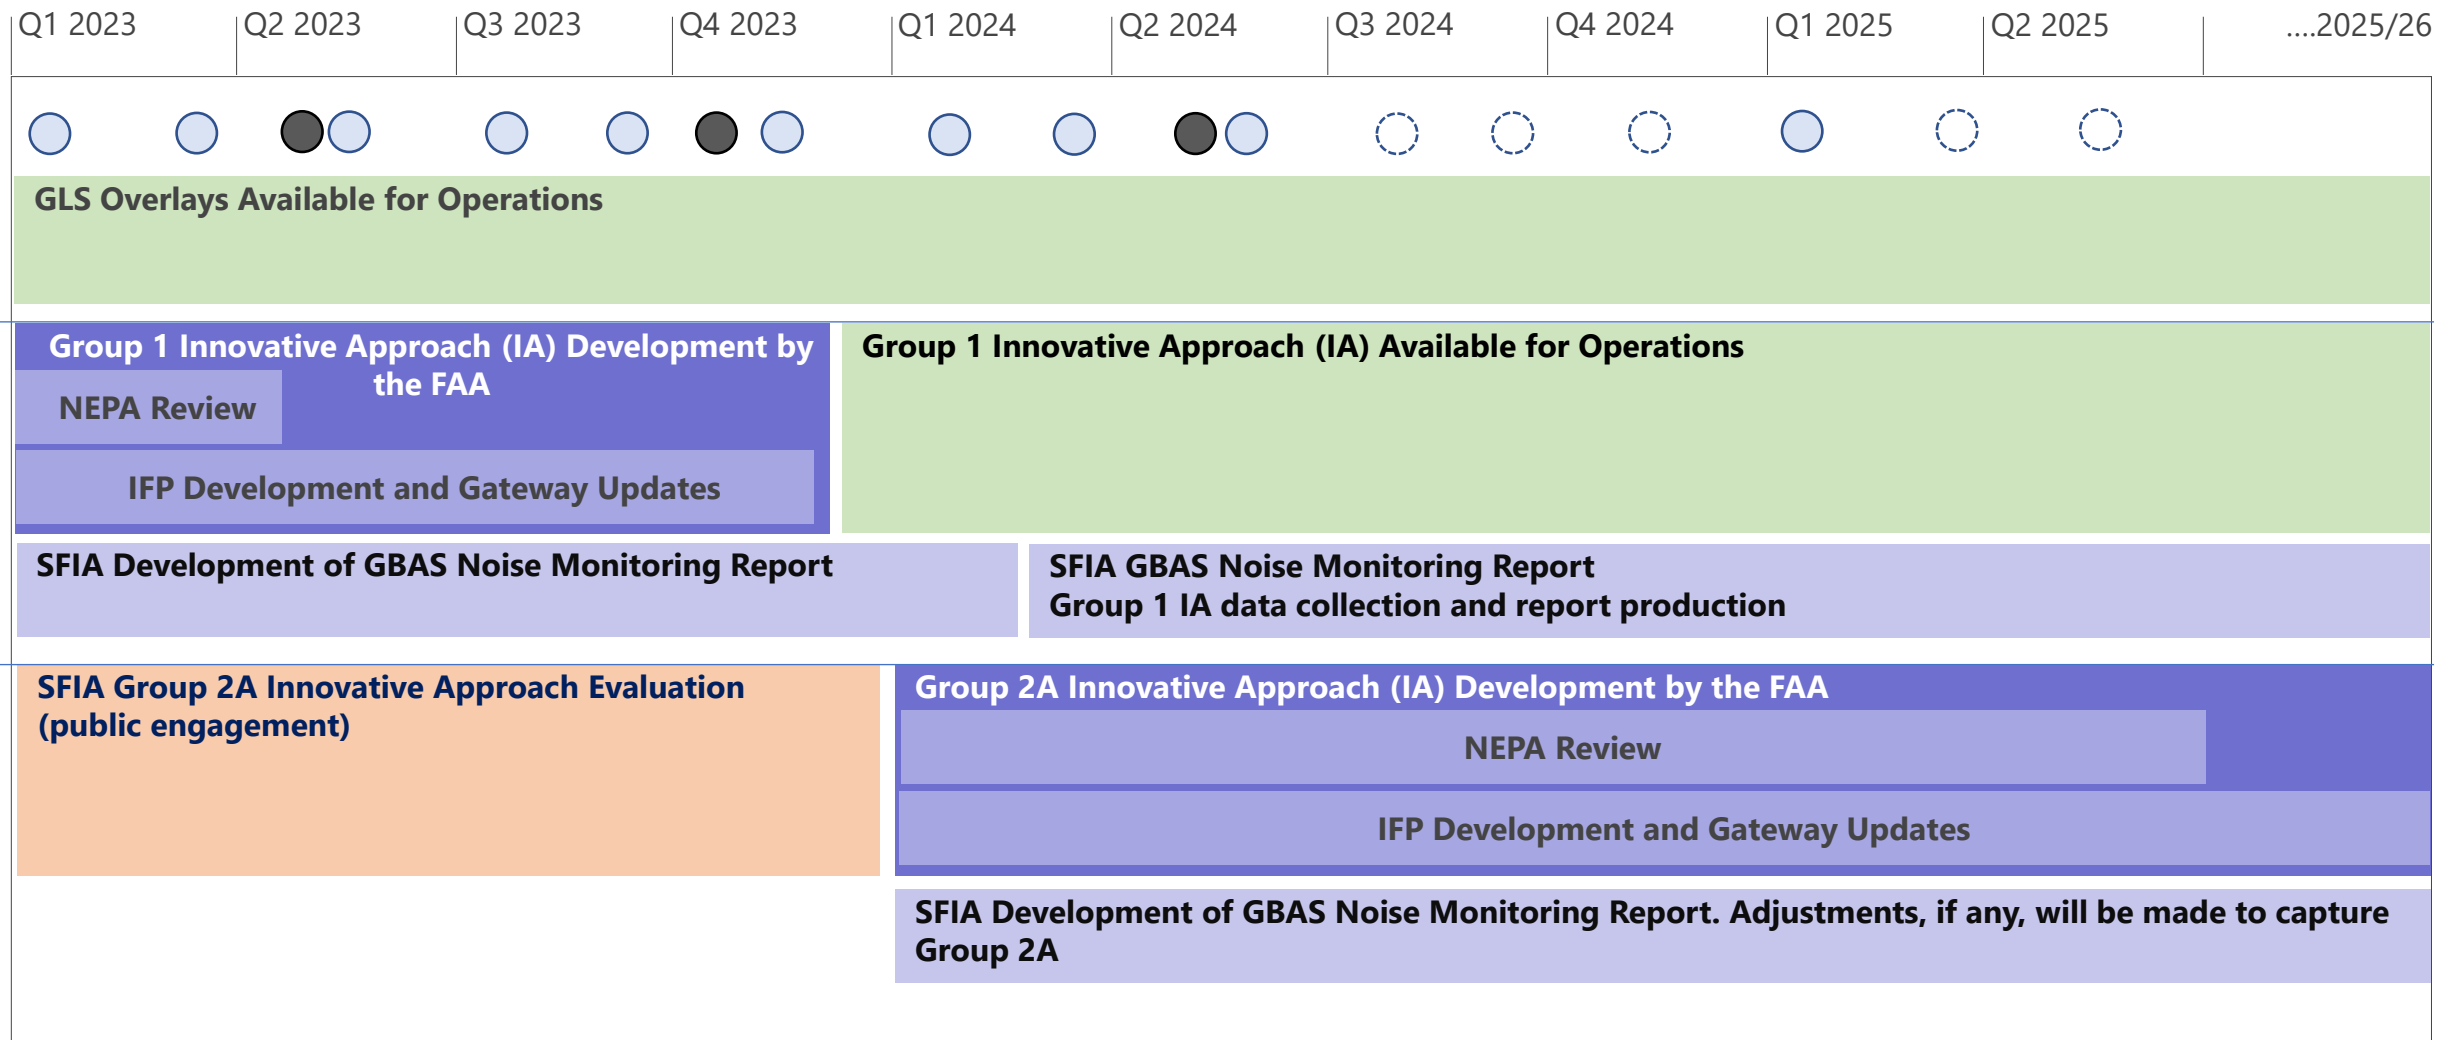 Q1 2023
Q2 2023
Q3 2023
Q4 2023
Q1 2024
Q2 2024
Q3 2024
Q4 2024
Q1 2025
Q2 2025
....2025/26
GLS Overlays Available for Operations
Group 1 Innovative Approach (IA) Development by
the FAA
NEPA Review
IFP Development and Gateway Updates
Group 1 Innovative Approach (IA) Available for Operations
SFIA Development of GBAS Noise Monitoring Report
SFIA GBAS Noise Monitoring Report
Group 1 IA data collection and report production
SFIA Group 2A Innovative Approach Evaluation
(public engagement)
Group 2A Innovative Approach (IA) Development by the FAA
NEPA Review
IFP Development and Gateway Updates
SFIA Development of GBAS Noise Monitoring Report. Adjustments, if any, will be made to capture
Group 2A